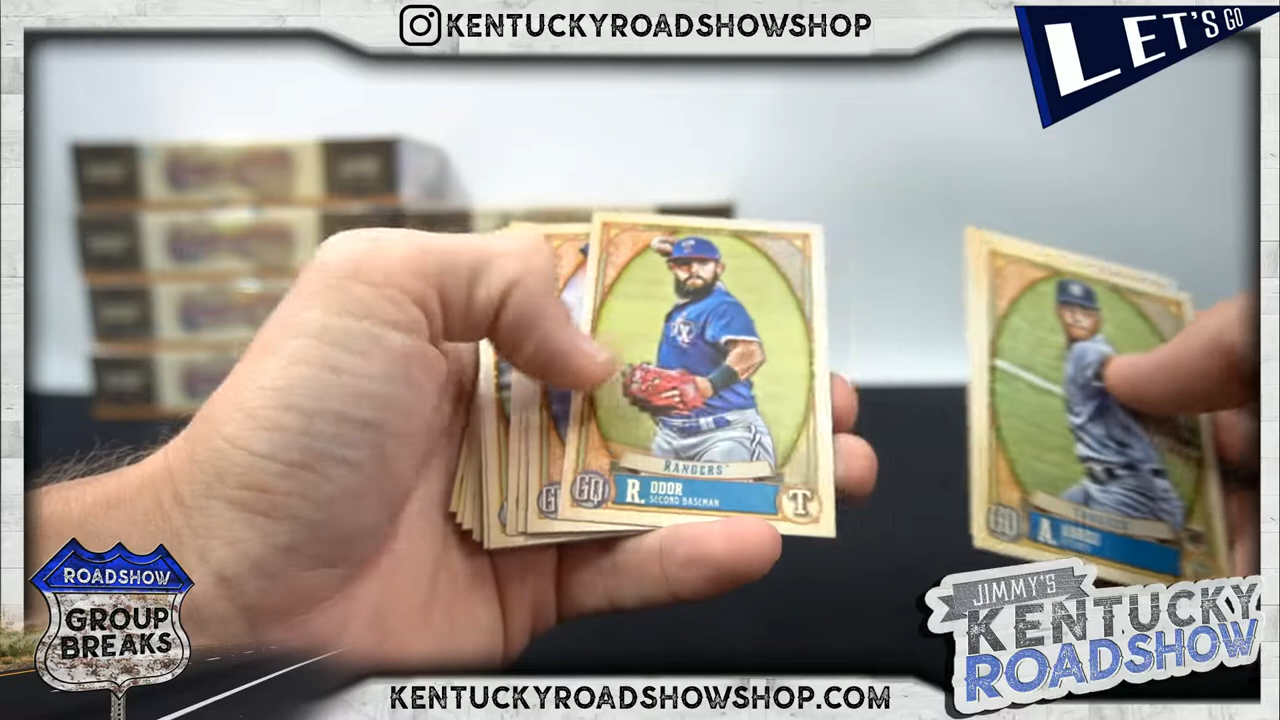 KENTUCKYROADSHOWSHOP
LET'S GO
RANGERS
GQ
R. ODOR
SECOND BASEMAN
T
GQ
A.
ROADSHOW
GROUP
BREAKS
JIMMY'S
KENTUCKY
ROADSHOW
KENTUCKYROADSHOWSHOP.COM